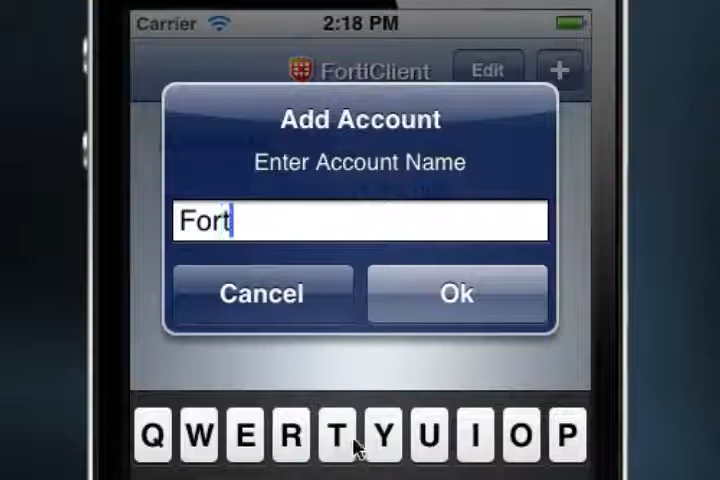 Carrier 2:18 PM
FortiClient Edit +
Add Account
Enter Account Name
Fort
Cancel Ok
Q W E R T Y U I O P